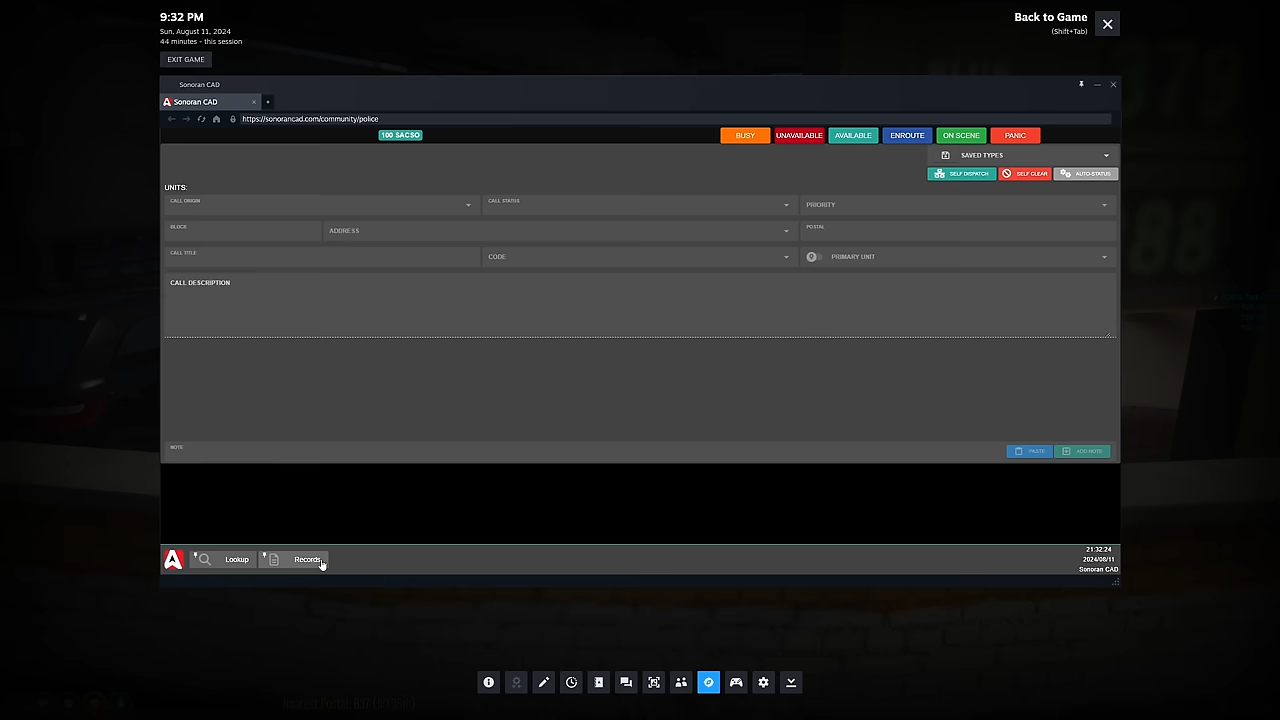 9:32 PM
Sun, August 11, 2024
44 minutes - this session
EXIT GAME
Back to Game
(Shift+Tab)
Sonoran CAD
Sonoran CAD
https://sonorancad.com/community/police
100 SACSO
BUSY
UNAVAILABLE
AVAILABLE
ENROUTE
ON SCENE
PANIC
SAVED TYPES
SELF DISPATCH
SELF CLEAR
AUTO-STATUS
UNITS:
CALL ORIGIN
CALL STATUS
PRIORITY
BLOCK
ADDRESS
POSTAL
CALL TITLE
CODE
PRIMARY UNIT
CALL DESCRIPTION
NOTE
PASTE
ADD NOTE
Lookup
Records
21:32:24
2024/08/11
Sonoran CAD
Nearest Postal: 837